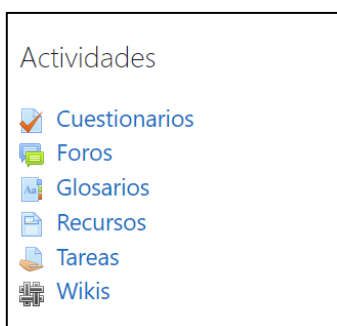 Actividades
Cuestionarios
Foros
Glosarios
Recursos
Tareas
Wikis